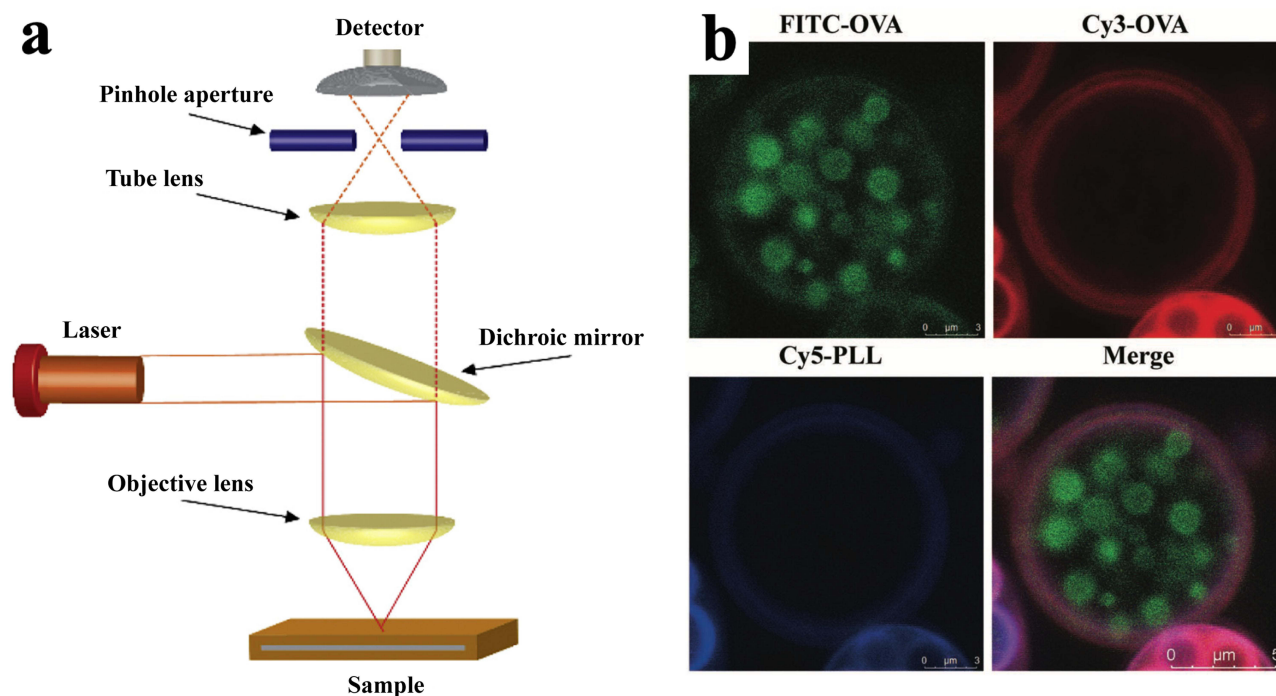 a
Detector
Pinhole aperture
Tube lens
Laser
Dichroic mirror
Objective lens
Sample
b
FITC-OVA
Cy3-OVA
0 µm 3
0 µm 3
Cy5-PLL
Merge
0 µm 3
0 µm 5